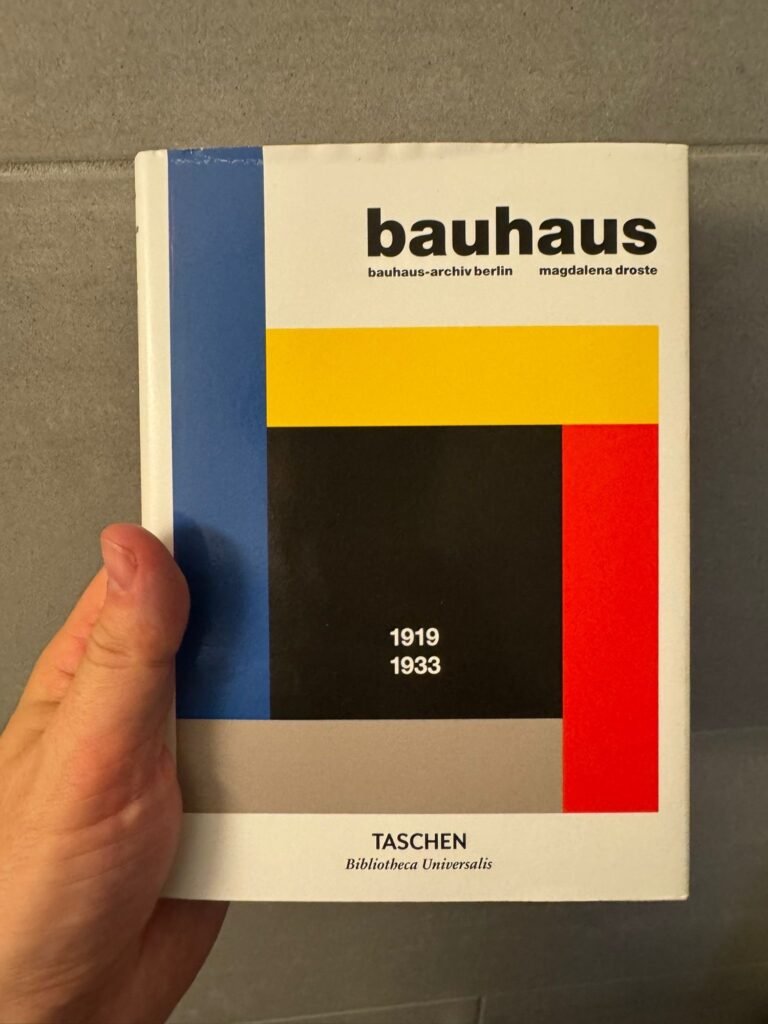 bauhaus
bauhaus-archiv berlin magdalena droste
1919
1933
TASCHEN
Bibliotheca Universalis